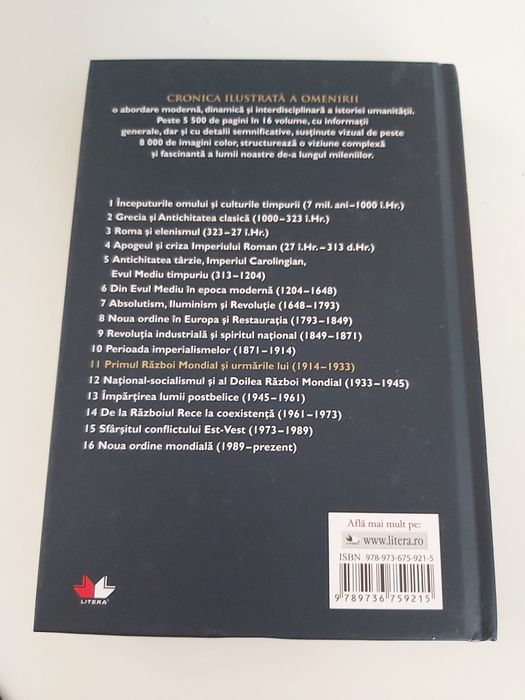 CRONICA ILUSTRATĂ A OMENIRII
o abordare modernă, dinamică și interdisciplinară a istoriei umanității.
Peste 5 500 de pagini în 16 volume, cu informații
generale, dar și cu detalii semnificative, susținute vizual de peste
8 000 de imagini color, structurează o viziune complexă
și fascinantă a lumii noastre de-a lungul mileniilor.
1 Începuturile omului și culturile timpurii (7 mil. ani–1000 î.Hr.)
2 Grecia și Antichitatea clasică (1000–323 î.Hr.)
3 Roma și elenismul (323–27 î.Hr.)
4 Apogeul și criza Imperiului Roman (27 î.Hr.–313 d.Hr.)
5 Antichitatea târzie, Imperiul Carolingian,
Evul Mediu timpuriu (313–1204)
6 Din Evul Mediu în epoca modernă (1204–1648)
7 Absolutism, Iluminism și Revoluție (1648–1793)
8 Noua ordine în Europa și Restaurația (1793–1849)
9 Revoluția industrială și spiritul național (1849–1871)
10 Perioada imperialismelor (1871–1914)
11 Primul Război Mondial și urmările lui (1914–1933)
12 Național-socialismul și al Doilea Război Mondial (1933–1945)
13 Împărțirea lumii postbelice (1945–1961)
14 De la Războiul Rece la coexistență (1961–1973)
15 Sfârșitul conflictului Est-Vest (1973–1989)
16 Noua ordine mondială (1989–prezent)
Află mai mult pe:
LITERA www.litera.ro
ISBN 978-973-675-921-5
9 789736 759215
LITERA